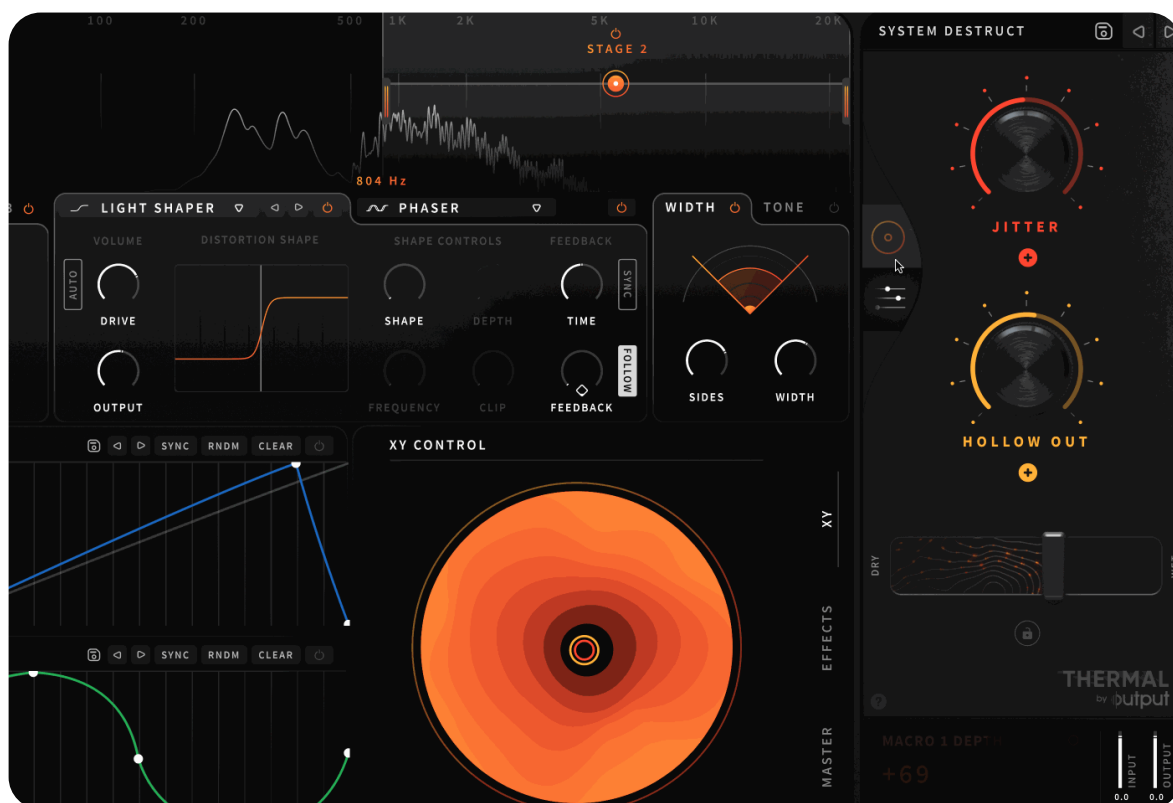 100 200 500 1K 2K 5K 10K 20K
STAGE 2
804 Hz
SYSTEM DESTRUCT
LIGHT SHAPER
PHASER
WIDTH TONE
VOLUME
DISTORTION SHAPE
SHAPE CONTROLS
FEEDBACK
AUTO
DRIVE
OUTPUT
SHAPE
DEPTH
TIME
SYNC
FREQUENCY
CLIP
FEEDBACK
FOLLOW
SIDES
WIDTH
JITTER
HOLLOW OUT
SYNC RNDM CLEAR
XY CONTROL
XY
EFFECTS
MASTER
SYNC RNDM CLEAR
DRY
THERMAL
by output
?
MACRO 1 DEPTH
+69
INPUT
OUTPUT
0.0 0.0